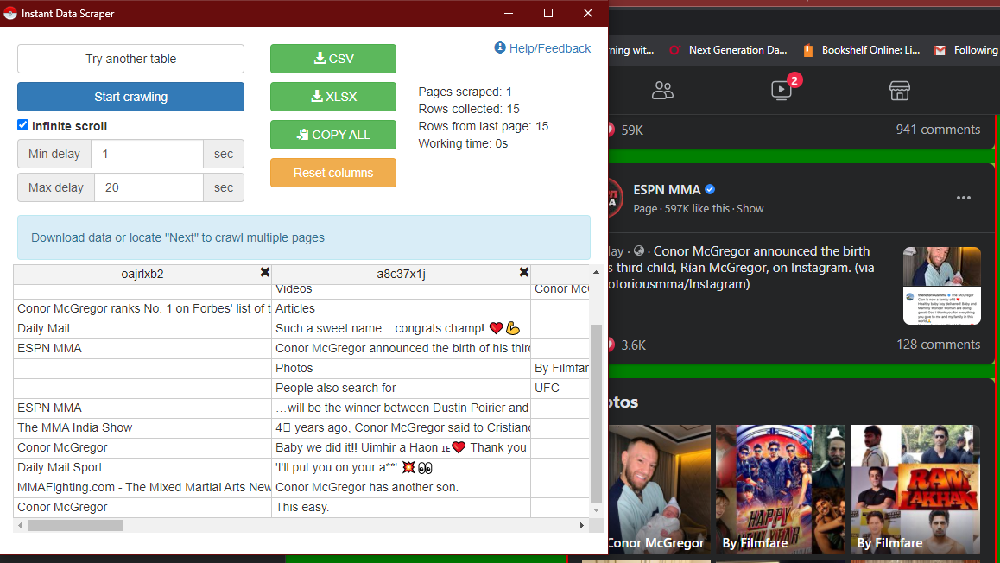 Instant Data Scraper
Try another table
Start crawling
Infinite scroll
Min delay 1 sec
Max delay 20 sec
CSV
XLSX
COPY ALL
Reset columns
Help/Feedback
Pages scraped: 1
Rows collected: 15
Rows from last page: 15
Working time: 0s
Download data or locate "Next" to crawl multiple pages
oajrlxb2 a8c37x1j
Videos Conor McG
Conor McGregor ranks No. 1 on Forbes' list of t Articles
Daily Mail Such a sweet name... congrats champ! ❤️💪
ESPN MMA Conor McGregor announced the birth of his third
Photos By Filmfar
People also search for UFC
ESPN MMA …will be the winner between Dustin Poirier and
The MMA India Show 4 years ago, Conor McGregor said to Cristiano
Conor McGregor Baby we did it!! Uimhir a Haon ɪᴇ❤️ Thank you
Daily Mail Sport 'I'll put you on your a**' 💥👀
MMAFighting.com - The Mixed Martial Arts New Conor McGregor has another son.
Conor McGregor This easy.
rning wit... Next Generation Da... Bookshelf Online: Li... Following
2
59K 941 comments
ESPN MMA
Page · 597K like this · Show
lay · Conor McGregor announced the birth
s third child, Rían McGregor, on Instagram. (via
otoriousmma/Instagram)
3.6K 128 comments
otos
Conor McGregor
HAPPY NEW YEAR
By Filmfare
RAM LAKHAN
By Filmfare